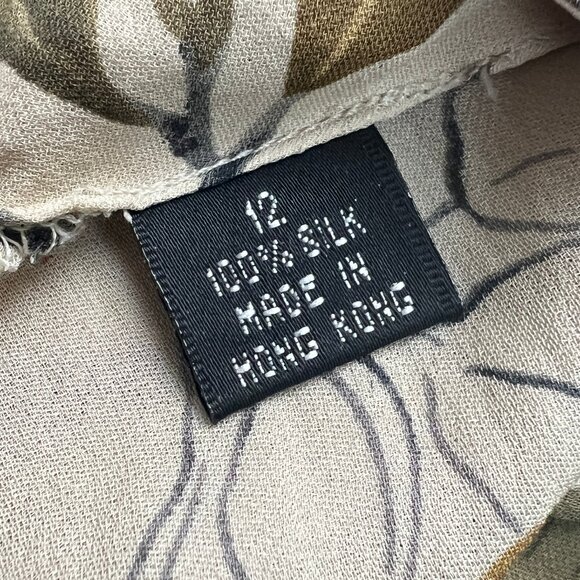 12
100% SILK
MADE IN
HONG KONG